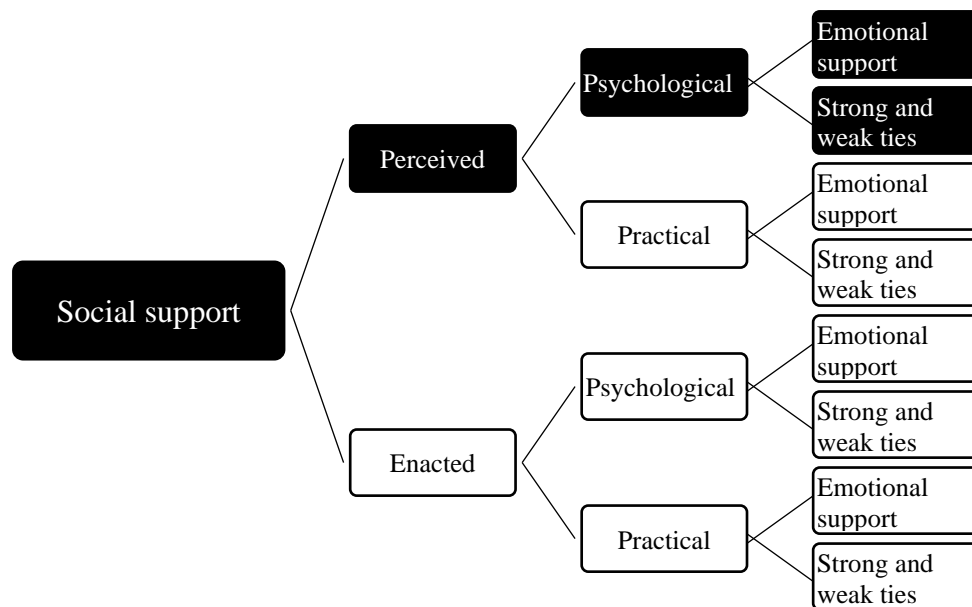 Social support
Perceived
Psychological
Emotional
support
Strong and
weak ties
Practical
Emotional
support
Strong and
weak ties
Enacted
Psychological
Emotional
support
Strong and
weak ties
Practical
Emotional
support
Strong and
weak ties